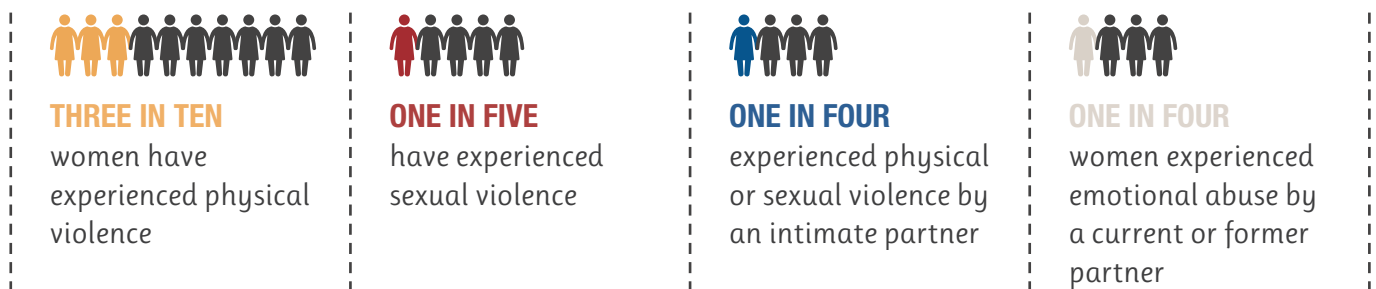 THREE IN TEN
women have
experienced physical
violence
ONE IN FIVE
have experienced
sexual violence
ONE IN FOUR
experienced physical
or sexual violence by
an intimate partner
ONE IN FOUR
women experienced
emotional abuse by
a current or former
partner